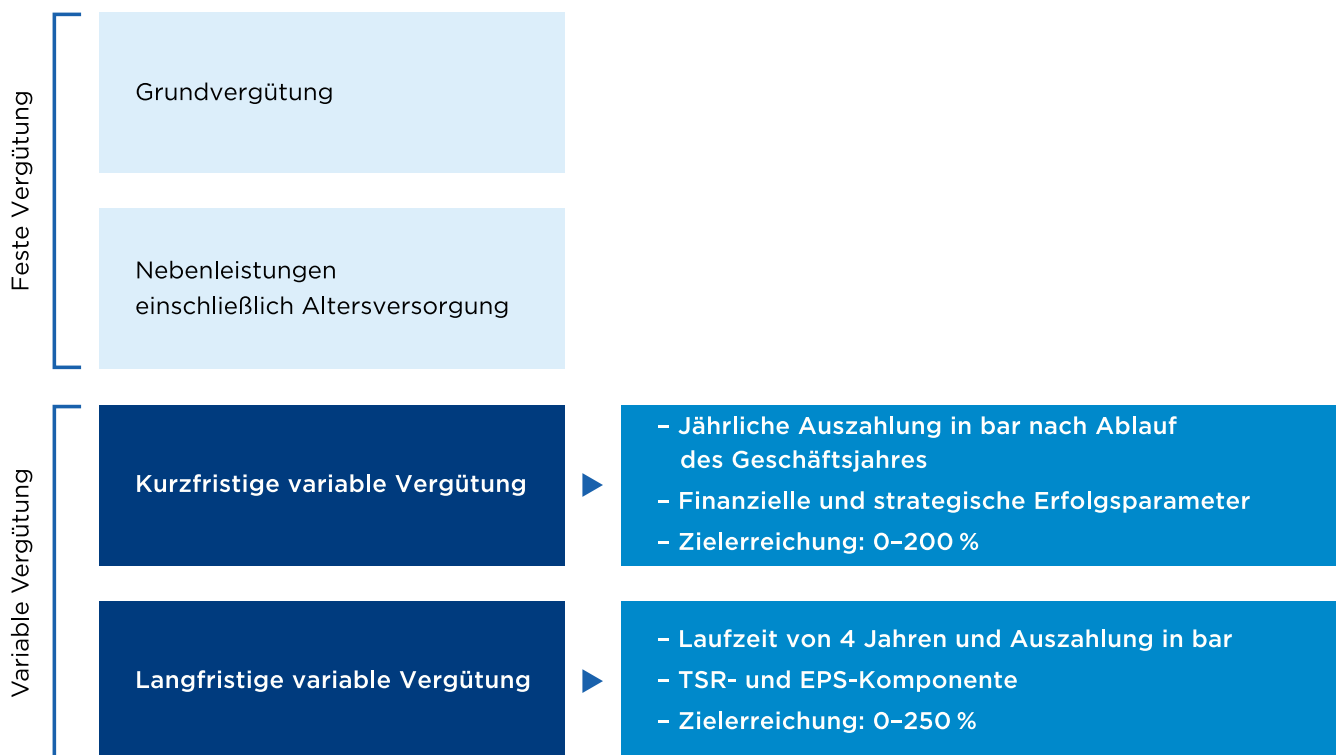 Feste Vergütung
Grundvergütung
Nebenleistungen
einschließlich Altersversorgung
Variable Vergütung
Kurzfristige variable Vergütung
– Jährliche Auszahlung in bar nach Ablauf
des Geschäftsjahres
– Finanzielle und strategische Erfolgsparameter
– Zielerreichung: 0–200 %
Langfristige variable Vergütung
– Laufzeit von 4 Jahren und Auszahlung in bar
– TSR- und EPS-Komponente
– Zielerreichung: 0–250 %